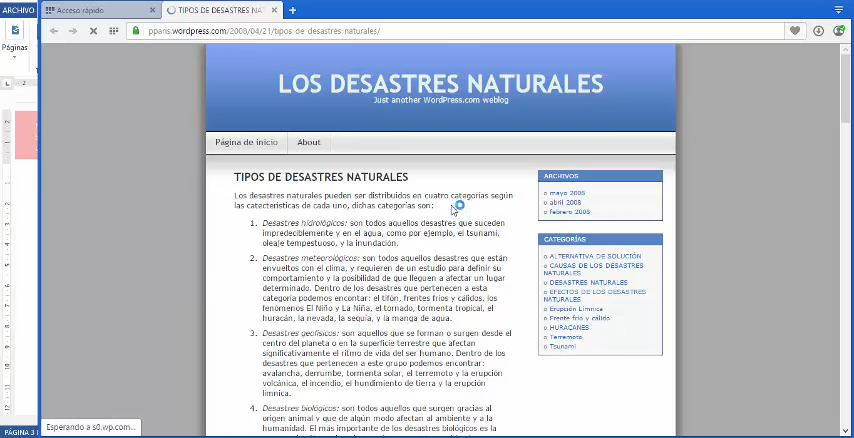 ARCHIVO
Acceso rápido
TIPOS DE DESASTRES NAT
pparis.wordpress.com/2008/04/21/tipos-de-desastres-naturales/
Páginas
LOS DESASTRES NATURALES
Just another WordPress.com weblog
Página de inicio
About
TIPOS DE DESASTRES NATURALES
Los desastres naturales pueden ser distribuidos en cuatro categorías según
las catecteristicas de cada uno, dichas categorías son:
1. Desastres hidrológicos: son todos aquellos desastres que suceden
impredeciblemente y en el agua, como por ejemplo, el tsunami,
oleaje tempestuoso, y la inundación.
2. Desastres meteorológicos: son todos aquellos desastres que están
envueltos con el clima, y requieren de un estudio para definir su
comportamiento y la posibilidad de que lleguen a afectar un lugar
determinado. Dentro de los desastres que pertenecen a esta
categoría podemos encontrar: el tifón, frentes fríos y cálidos, los
fenómenos El Niño y La Niña, el tornado, tormenta tropical, el
huracán, la nevada, la sequía, y la manga de agua.
3. Desastres geofísicos: son aquellos que se forman o surgen desde el
centro del planeta o en la superficie terrestre que afectan
significativamente el ritmo de vida del ser humano. Dentro de los
desastres que pertenecen a este grupo podemos encontrar:
avalancha, derrumbe, tormenta solar, el terremoto y la erupción
volcánica, el incendio, el hundimiento de tierra y la erupción
límnica.
4. Desastres biológicos: son todos aquellos que surgen gracias al
origen animal y que de algún modo afectan al ambiente y a la
humanidad. El más importante de los desastres biológicos es la
ARCHIVOS
mayo 2008
abril 2008
febrero 2008
CATEGORÍAS
ALTERNATIVA DE SOLUCIÓN
CAUSAS DE LOS DESASTRES
NATURALES
DESASTRES NATURALES
EFECTOS DE LOS DESASTRES
NATURALES
Erupción Limnica
Frente frío y cálido
HURACANES
Terremoto
Tsunami
Esperando a s0.wp.com...
PÁGINA 3